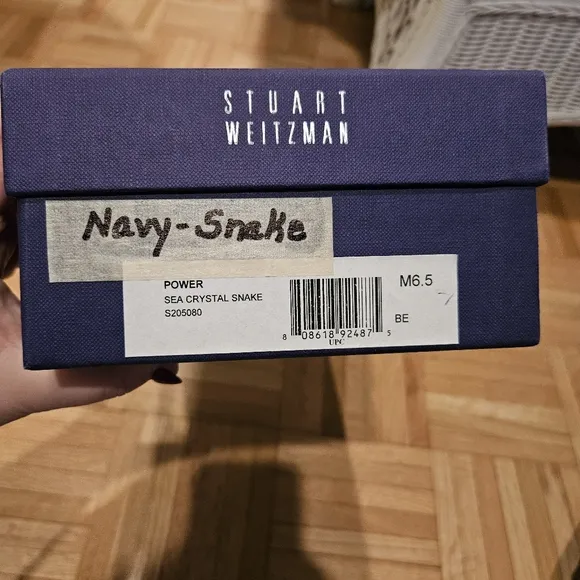 STUART
WEITZMAN
Navy-Snake
POWER
SEA CRYSTAL SNAKE
S205080
M6.5
8 08618 92487 5
UPC
BE